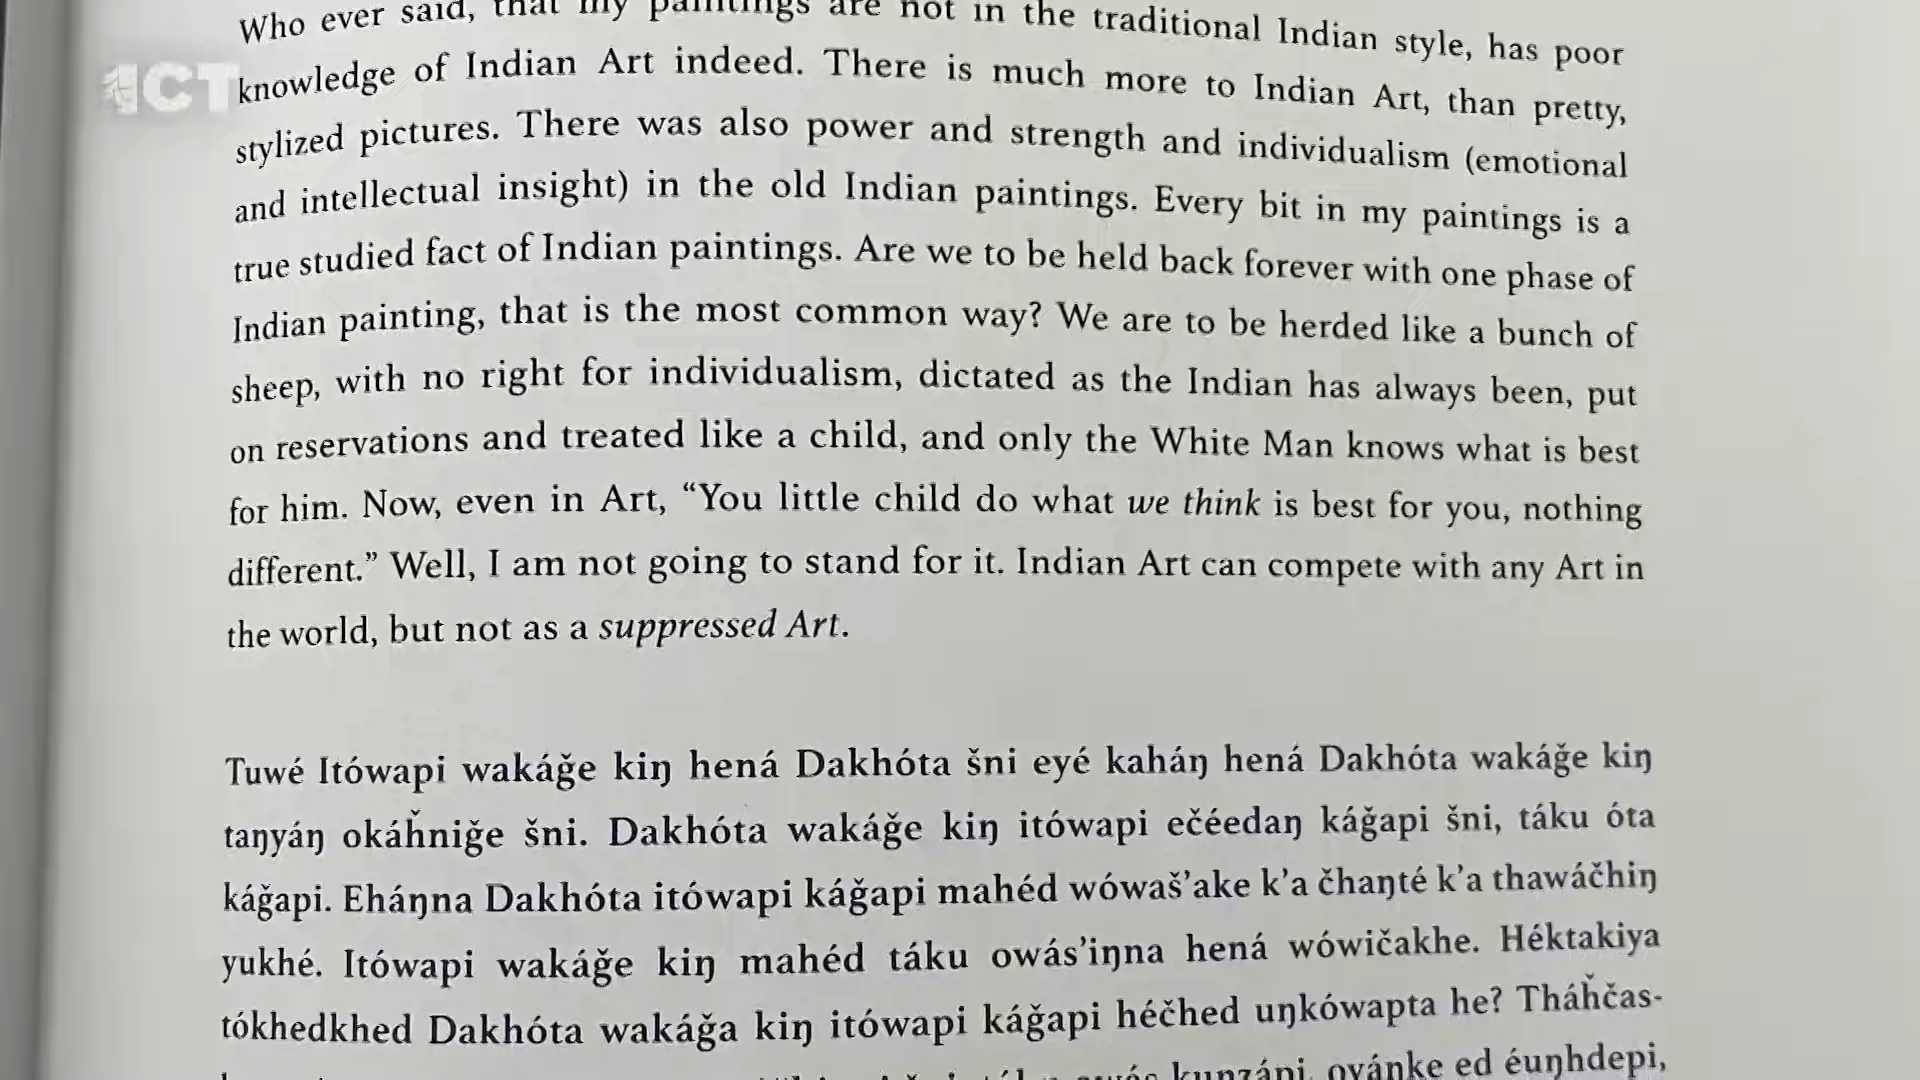 ICT
Who ever said, that my paintings are not in the traditional Indian style, has poor
knowledge of Indian Art indeed. There is much more to Indian Art, than pretty,
stylized pictures. There was also power and strength and individualism (emotional
and intellectual insight) in the old Indian paintings. Every bit in my paintings is a
true studied fact of Indian paintings. Are we to be held back forever with one phase of
Indian painting, that is the most common way? We are to be herded like a bunch of
sheep, with no right for individualism, dictated as the Indian has always been, put
on reservations and treated like a child, and only the White Man knows what is best
for him. Now, even in Art, “You little child do what we think is best for you, nothing
different.” Well, I am not going to stand for it. Indian Art can compete with any Art in
the world, but not as a suppressed Art.
Tuwé Itówapi wakáǧe kiŋ hená Dakhóta šni eyé kaháŋ hená Dakhóta wakáǧe kiŋ
taŋyáŋ okáȟniǧe šni. Dakhóta wakáǧe kiŋ itówapi ečéedaŋ káǧapi šni, táku óta
káǧapi. Eháŋna Dakhóta itówapi káǧapi mahéd wówaš’ake k’a čhaŋté k’a thawáčhiŋ
yukhé. Itówapi wakáǧe kiŋ mahéd táku owás’iŋna hená wówičakhe. Héktakiya
tókhedkhed Dakhóta wakáǧa kiŋ itówapi káǧapi héčhed uŋkówapta he? Tháȟčas-
kuŋzápi, oyáŋke ed éuŋhdepi,